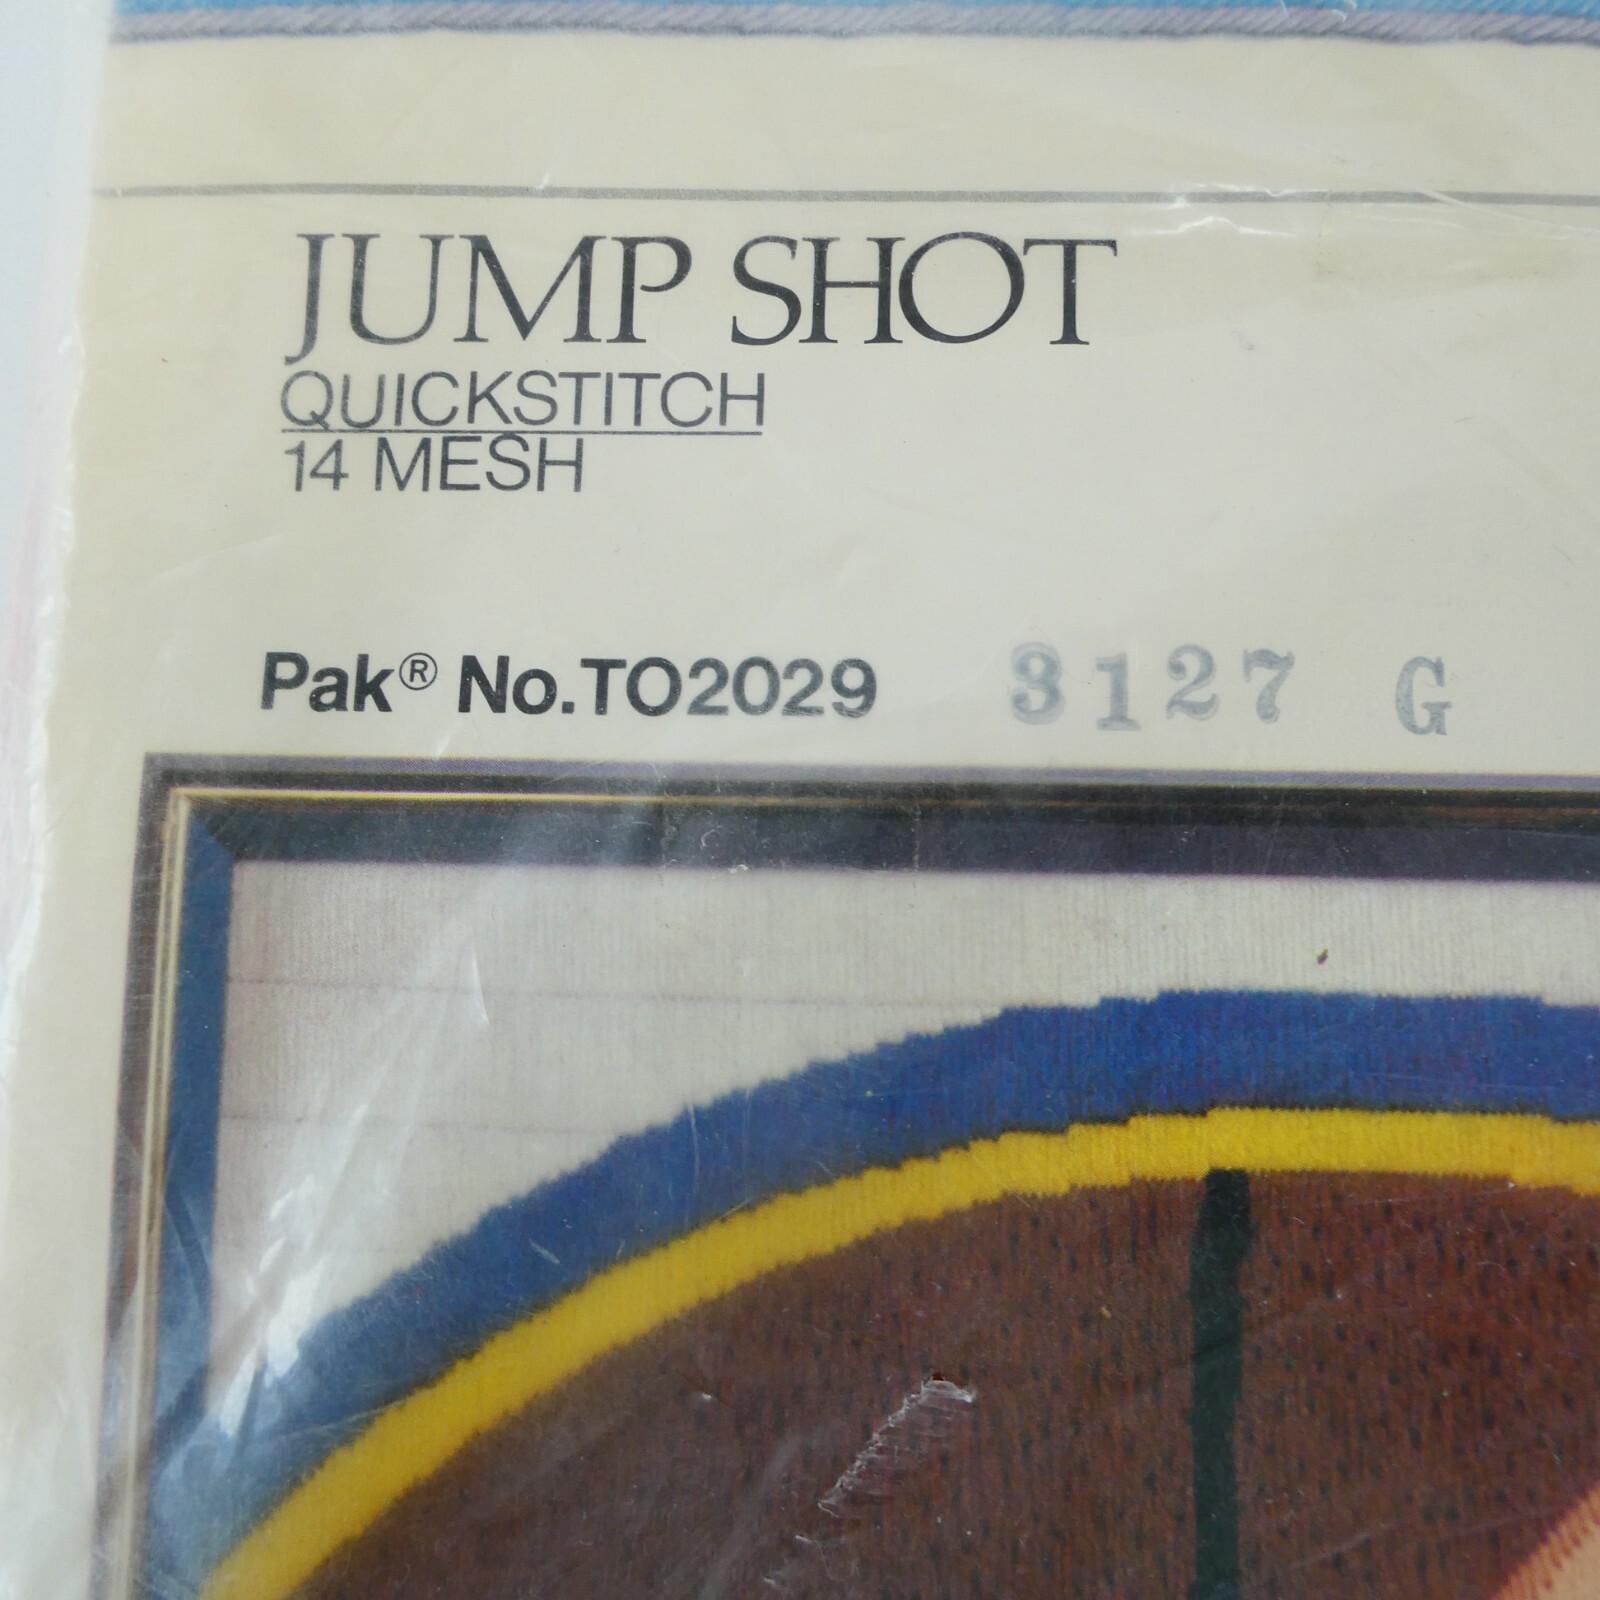 JUMP SHOT
QUICKSTITCH
14 MESH
Pak® No.TO2029 3127 G